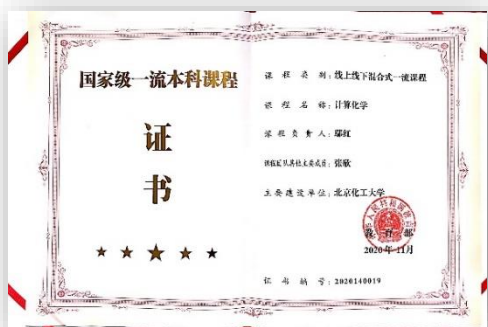 国家级一流本科课程
证
书
课程类别：线上线下混合式一流课程
课程名称：计算化学
课程负责人：鄢红
课程团队其他主要成员：张欣
主要建设单位：北京化工大学
教育部
2020年11月
证书编号：2020140019